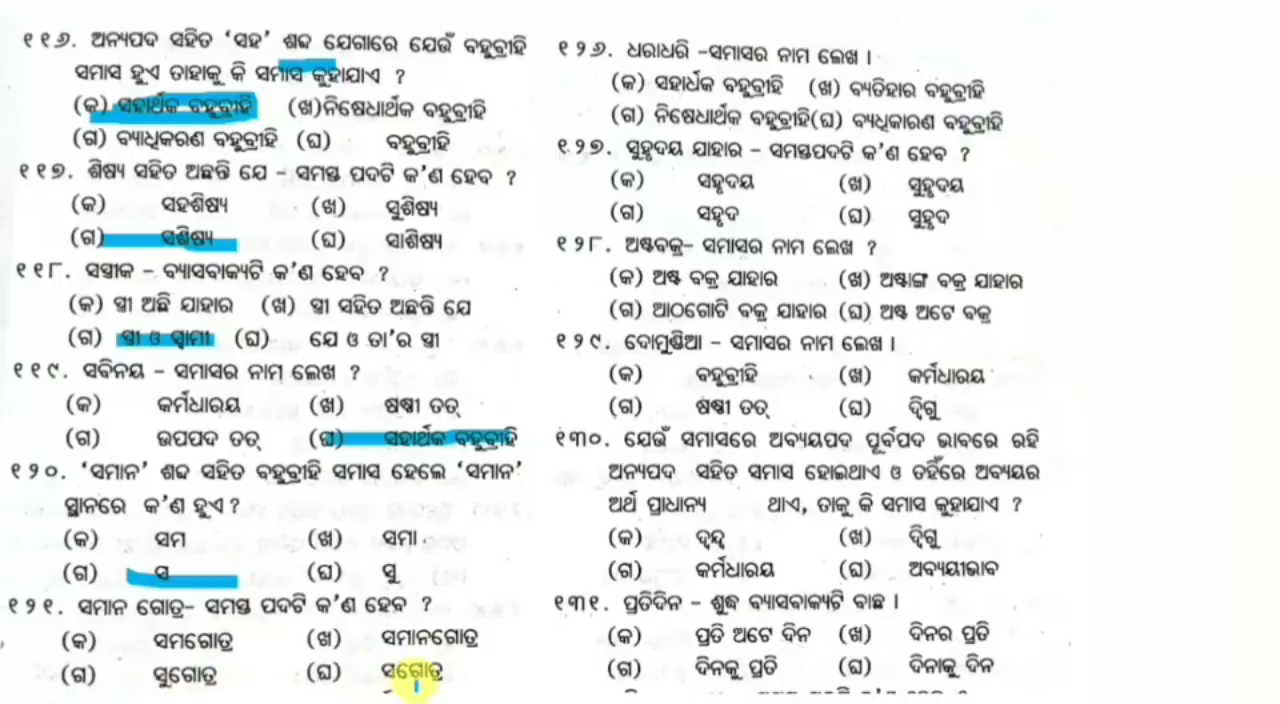 ୧୧୬. ଅନ୍ୟପଦ ସହିତ ‘ସହ’ ଶବ୍ଦ ଯେଗାରେ ଯେଉଁ ବହୁବ୍ରୀହି
ସମାସ ହୁଏ ତାହାକୁ କି ସମାସ କୁହାଯାଏ ?
(କ) ସହାର୍ଥକ ବହୁବ୍ରୀହି (ଖ)ନିଷେଧାର୍ଥକ ବହୁବ୍ରୀହି
(ଗ) ବ୍ୟାଧିକରଣ ବହୁବ୍ରୀହି (ଘ) ବହୁବ୍ରୀହି
୧୧୭. ଶିଷ୍ୟ ସହିତ ଅଛନ୍ତି ଯେ – ସମସ୍ତ ପଦଟି କ’ଣ ହେବ ?
(କ) ସହଶିଷ୍ୟ (ଖ) ସୁଶିଷ୍ୟ
(ଗ) ସଶିଷ୍ୟ (ଘ) ସାଶିଷ୍ୟ
୧୧୮. ସସ୍ତ୍ରୀକ – ବ୍ୟାସବାକ୍ୟଟି କ’ଣ ହେବ ?
(କ) ସ୍ତ୍ରୀ ଅଛି ଯାହାର (ଖ) ସ୍ତ୍ରୀ ସହିତ ଅଛନ୍ତି ଯେ
(ଗ) ସ୍ତ୍ରୀ ଓ ସ୍ୱାମୀ (ଘ) ଯେ ଓ ତା’ର ସ୍ତ୍ରୀ
୧୧୯. ସବିନୟ – ସମାସର ନାମ ଲେଖ ?
(କ) କର୍ମଧାରୟ (ଖ) ଷଷ୍ଠୀ ତତ୍
(ଗ) ଉପପଦ ତତ୍ (ଘ) ସହାର୍ଥକ ବହୁବ୍ରୀହି
୧୨୦. ‘ସମାନ’ ଶବ୍ଦ ସହିତ ବହୁବ୍ରୀହି ସମାସ ହେଲେ ‘ସମାନ’
ସ୍ଥାନରେ କ’ଣ ହୁଏ ?
(କ) ସମ (ଖ) ସମା
(ଗ) ସ (ଘ) ସୁ
୧୨୧. ସମାନ ଗୋତ୍ର– ସମସ୍ତ ପଦଟି କ’ଣ ହେବ ?
(କ) ସମଗୋତ୍ର (ଖ) ସମାନଗୋତ୍ର
(ଗ) ସୁଗୋତ୍ର (ଘ) ସଗୋତ୍ର
୧୨୬. ଧରାଧରି –ସମାସର ନାମ ଲେଖ ।
(କ) ସହାର୍ଧକ ବହୁବ୍ରୀହି (ଖ) ବ୍ୟତିହାର ବହୁବ୍ରୀହି
(ଗ) ନିଷେଧାର୍ଥକ ବହୁବ୍ରୀହି(ଘ) ବ୍ୟଧିକାରଣ ବହୁବ୍ରୀହି
୧୨୭. ସୁହୃଦୟ ଯାହାର – ସମସ୍ତପଦଟି କ’ଣ ହେବ ?
(କ) ସହୃଦୟ (ଖ) ସୁହୃଦୟ
(ଗ) ସହୃଦ (ଘ) ସୁହୃଦ
୧୨୮. ଅଷ୍ଟବକ୍ର– ସମାସର ନାମ ଲେଖ ?
(କ) ଅଷ୍ଟ ବକ୍ର ଯାହାର (ଖ) ଅଷ୍ଟାଙ୍ଗ ବକ୍ର ଯାହାର
(ଗ) ଆଠଗୋଟି ବକ୍ର ଯାହାର (ଘ) ଅଷ୍ଟ ଅଟେ ବକ୍ର
୧୨୯. ଦୋମୁଣ୍ଡିଆ – ସମାସର ନାମ ଲେଖ ।
(କ) ବହୁବ୍ରୀହି (ଖ) କର୍ମଧାରୟ
(ଗ) ଷଷ୍ଠୀ ତତ୍ (ଘ) ଦ୍ୱିଗୁ
୧୩୦. ଯେଉଁ ସମାସରେ ଅବ୍ୟୟପଦ ପୂର୍ବପଦ ଭାବରେ ରହି
ଅନ୍ୟପଦ ସହିତ ସମାସ ହୋଇଥାଏ ଓ ତହିଁରେ ଅବ୍ୟୟର
ଅର୍ଥ ପ୍ରାଧାନ୍ୟ ଥାଏ, ତାକୁ କି ସମାସ କୁହାଯାଏ ?
(କ) ଦ୍ୱନ୍ଦ୍ୱ (ଖ) ଦ୍ୱିଗୁ
(ଗ) କର୍ମଧାରୟ (ଘ) ଅବ୍ୟୟୀଭାବ
୧୩୧. ପ୍ରତିଦିନ – ଶୁଦ୍ଧ ବ୍ୟାସବାକ୍ୟଟି ବାଛ ।
(କ) ପ୍ରତି ଅଟେ ଦିନ (ଖ) ଦିନର ପ୍ରତି
(ଗ) ଦିନକୁ ପ୍ରତି (ଘ) ଦିନାକୁ ଦିନ